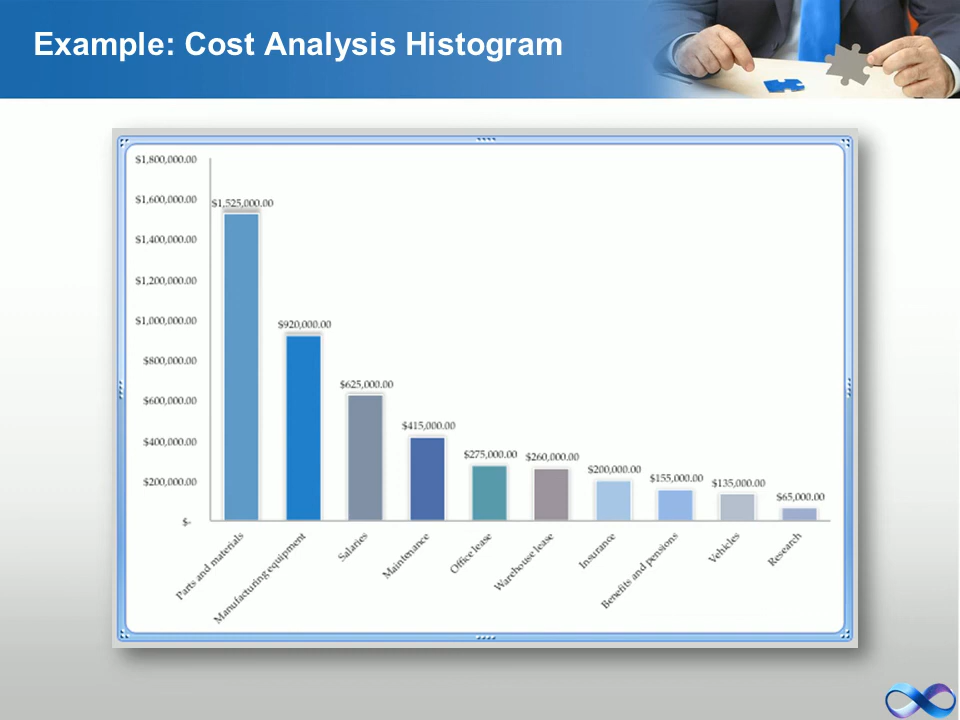 Example: Cost Analysis Histogram
$1,800,000.00
$1,600,000.00
$1,400,000.00
$1,200,000.00
$1,000,000.00
$800,000.00
$600,000.00
$400,000.00
$200,000.00
$-
$1,525,000.00
$920,000.00
$625,000.00
$415,000.00
$275,000.00
$260,000.00
$200,000.00
$155,000.00
$135,000.00
$65,000.00
Parts and materials
Manufacturing equipment
Salaries
Maintenance
Office lease
Warehouse lease
Insurance
Benefits and pensions
Vehicles
Research